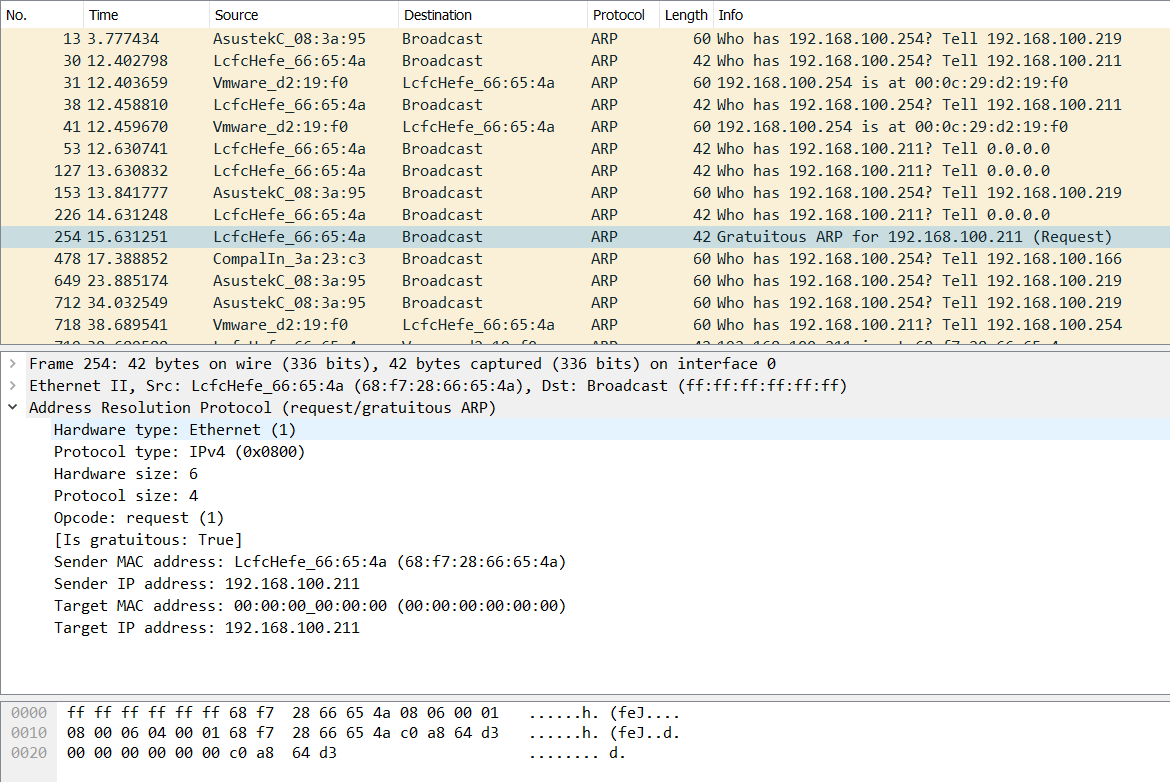 No. Time Source Destination Protocol Length Info
13 3.777434 AsustekC_08:3a:95 Broadcast ARP 60 Who has 192.168.100.254? Tell 192.168.100.219
30 12.402798 LcfcHefe_66:65:4a Broadcast ARP 42 Who has 192.168.100.254? Tell 192.168.100.211
31 12.403659 Vmware_d2:19:f0 LcfcHefe_66:65:4a ARP 60 192.168.100.254 is at 00:0c:29:d2:19:f0
38 12.458810 LcfcHefe_66:65:4a Broadcast ARP 42 Who has 192.168.100.254? Tell 192.168.100.211
41 12.459670 Vmware_d2:19:f0 LcfcHefe_66:65:4a ARP 60 192.168.100.254 is at 00:0c:29:d2:19:f0
53 12.630741 LcfcHefe_66:65:4a Broadcast ARP 42 Who has 192.168.100.211? Tell 0.0.0.0
127 13.630832 LcfcHefe_66:65:4a Broadcast ARP 42 Who has 192.168.100.211? Tell 0.0.0.0
153 13.841777 AsustekC_08:3a:95 Broadcast ARP 60 Who has 192.168.100.254? Tell 192.168.100.219
226 14.631248 LcfcHefe_66:65:4a Broadcast ARP 42 Who has 192.168.100.211? Tell 0.0.0.0
254 15.631251 LcfcHefe_66:65:4a Broadcast ARP 42 Gratuitous ARP for 192.168.100.211 (Request)
478 17.388852 CompalIn_3a:23:c3 Broadcast ARP 60 Who has 192.168.100.254? Tell 192.168.100.166
649 23.885174 AsustekC_08:3a:95 Broadcast ARP 60 Who has 192.168.100.254? Tell 192.168.100.219
712 34.032549 AsustekC_08:3a:95 Broadcast ARP 60 Who has 192.168.100.254? Tell 192.168.100.219
718 38.689541 Vmware_d2:19:f0 LcfcHefe_66:65:4a ARP 60 Who has 192.168.100.211? Tell 192.168.100.254
Frame 254: 42 bytes on wire (336 bits), 42 bytes captured (336 bits) on interface 0
Ethernet II, Src: LcfcHefe_66:65:4a (68:f7:28:66:65:4a), Dst: Broadcast (ff:ff:ff:ff:ff:ff)
Address Resolution Protocol (request/gratuitous ARP)
Hardware type: Ethernet (1)
Protocol type: IPv4 (0x0800)
Hardware size: 6
Protocol size: 4
Opcode: request (1)
[Is gratuitous: True]
Sender MAC address: LcfcHefe_66:65:4a (68:f7:28:66:65:4a)
Sender IP address: 192.168.100.211
Target MAC address: 00:00:00_00:00:00 (00:00:00:00:00:00)
Target IP address: 192.168.100.211
0000 ff ff ff ff ff ff 68 f7 28 66 65 4a 08 06 00 01 ......h. (feJ....
0010 08 00 06 04 00 01 68 f7 28 66 65 4a c0 a8 64 d3 ......h. (feJ..d.
0020 00 00 00 00 00 00 c0 a8 64 d3 ........ d.